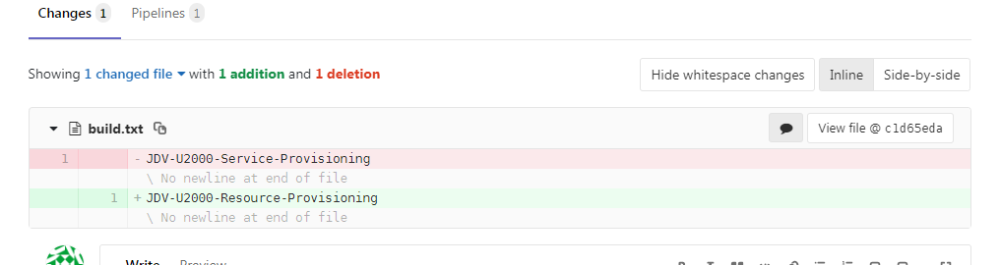 Changes 1 Pipelines 1
Showing 1 changed file with 1 addition and 1 deletion Hide whitespace changes Inline Side-by-side
build.txt View file @ c1d65eda
1 - JDV-U2000-Service-Provisioning
\ No newline at end of file
1 + JDV-U2000-Resource-Provisioning
\ No newline at end of file
Write Preview